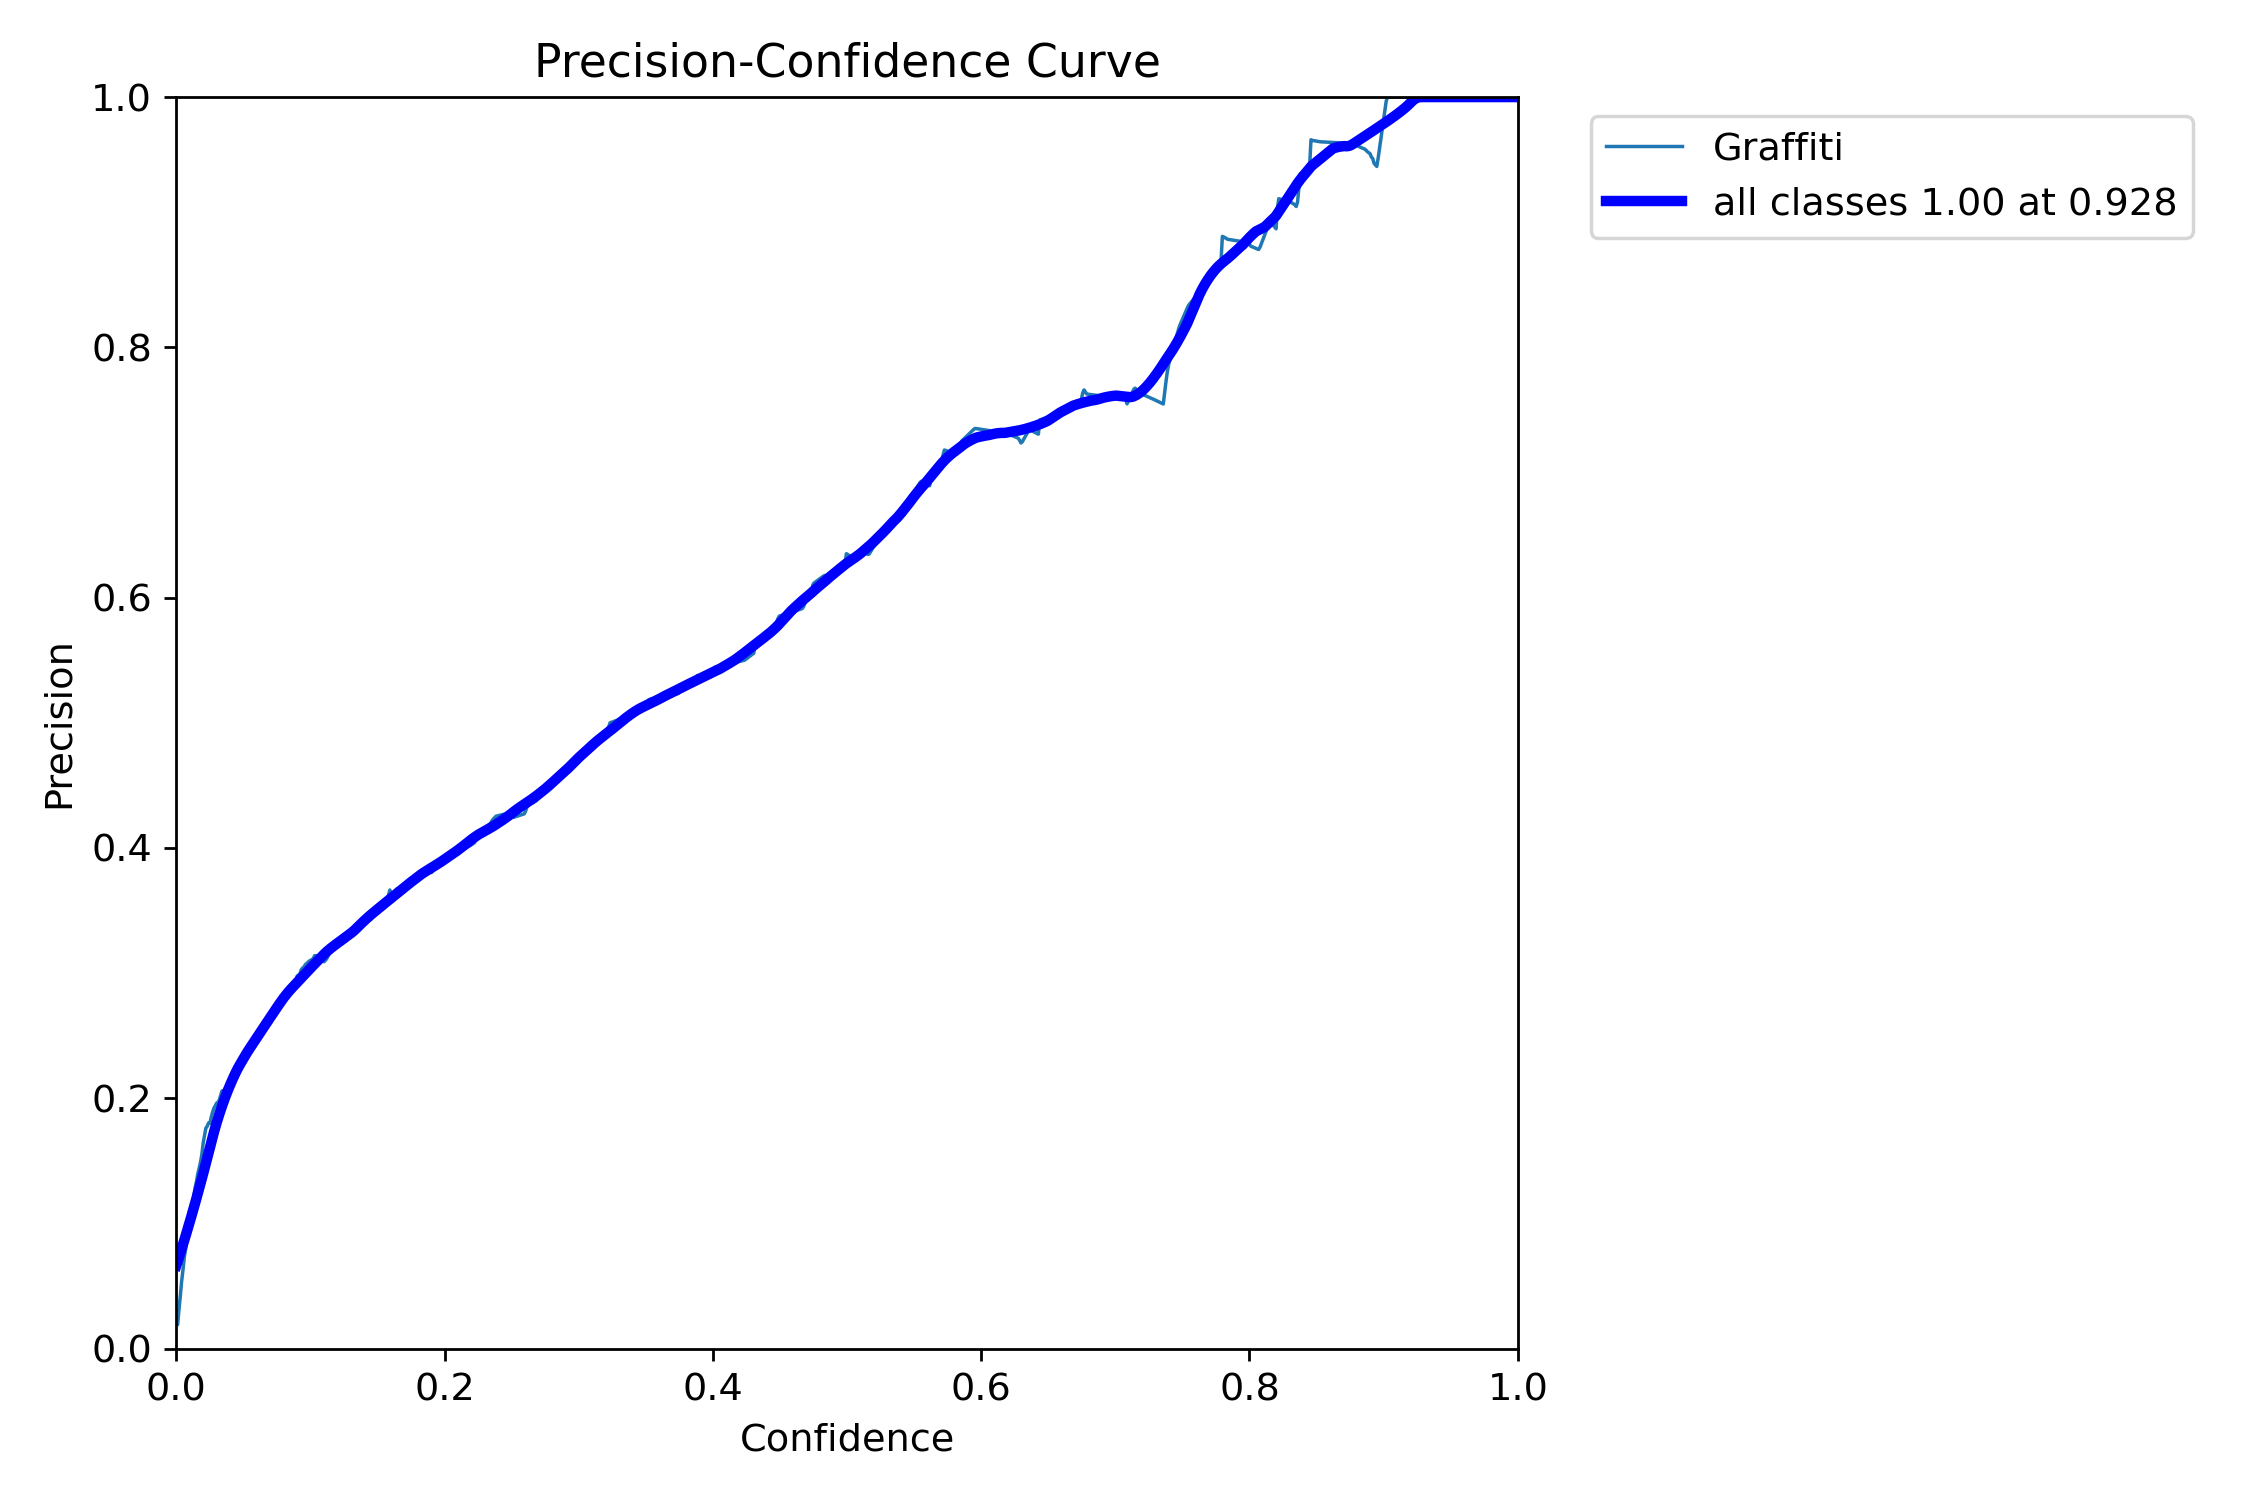 Precision-Confidence Curve
1.0
0.8
0.6
0.4
0.2
0.0
Precision
0.0 0.2 0.4 0.6 0.8 1.0
Confidence
Graffiti
all classes 1.00 at 0.928